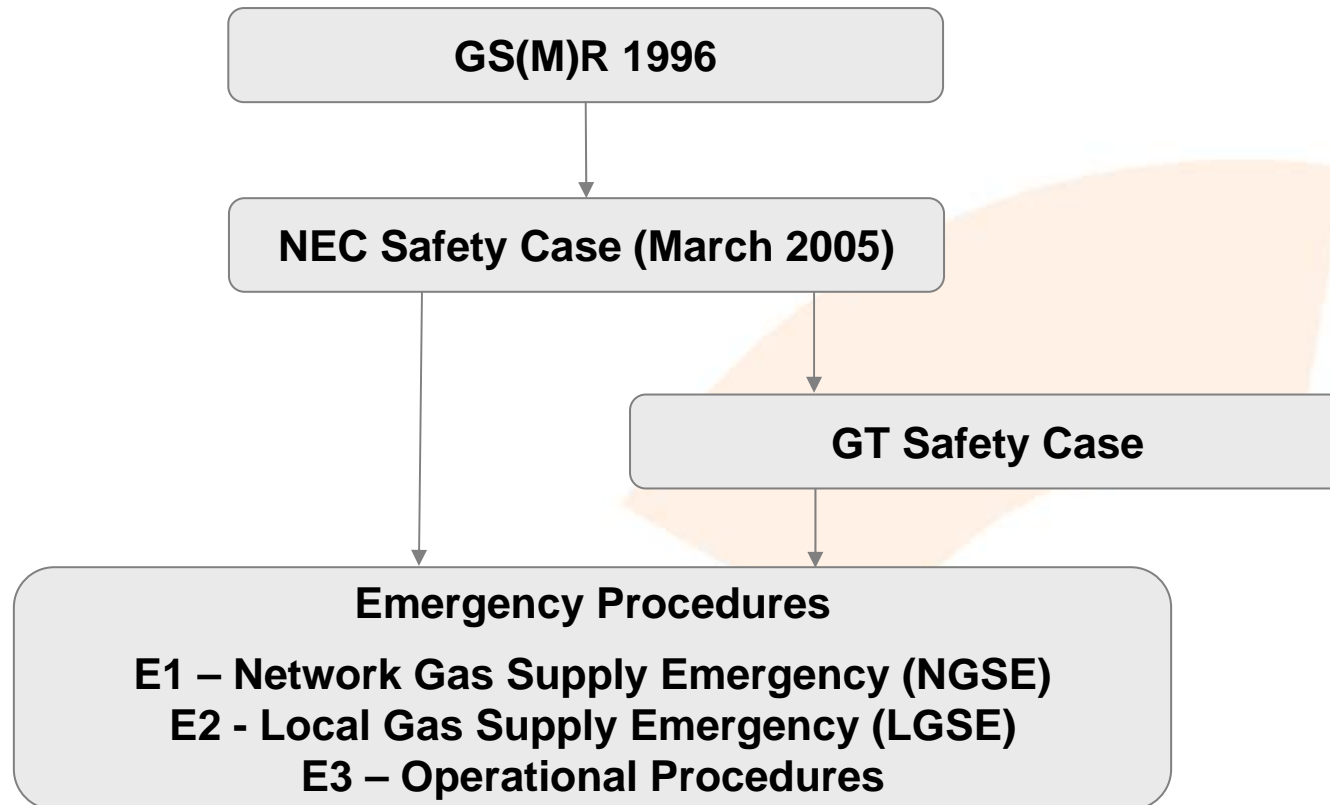 GS(M)R 1996
NEC Safety Case (March 2005)
GT Safety Case
Emergency Procedures
E1 – Network Gas Supply Emergency (NGSE)
E2 - Local Gas Supply Emergency (LGSE)
E3 – Operational Procedures